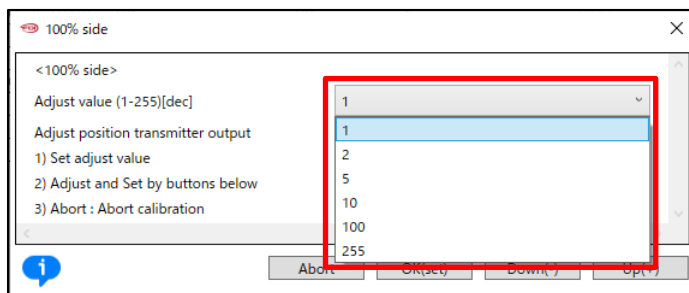 100% side
<100% side>
Adjust value (1-255)[dec]
1
Adjust position transmitter output
1) Set adjust value
2) Adjust and Set by buttons below
3) Abort : Abort calibration
1
2
5
10
100
255
Abort
OK(set)
Down(-)
Up(+)